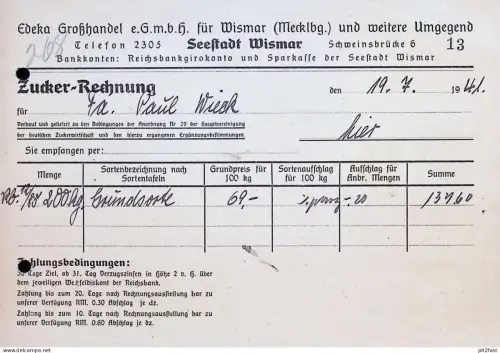 Edeka Großhandel e.G.m.b.H. für Wismar (Mecklbg.) und weitere Umgegend
268
Telefon 2305 Seestadt Wismar Schweinsbrücke 6 13
Bankkonten: Reichsbankgirokonto und Sparkasse der Seestadt Wismar
Zucker-Rechnung den 19.7. 1941.
für Fa. Paul Wieck
Verkauf und geliefert zu den Bedingungen der Anordnung Nr 29 der Hauptvereinigung
der deutschen Zuckerwirtschaft und den hierzu ergangenen Ergänzungsbestimmungen
hier
Sie empfangen per:
Menge Sortenbezeichnung nach Sortentafeln Grundpreis für 100 kg Sortenaufschlag für 100 kg Aufschlag für Anbr. Mengen Summe
200 kg Grundsorte 69,- -20 137 60
Zahlungsbedingungen:
30 Tage Ziel, ab 31. Tag Verzugszinsen in Höhe 2 v. H. über
dem jeweiligen Wechseldiskont der Reichsbank.
Zahlung bis zum 20. Tage nach Rechnungsausstellung bar zu
unserer Verfügung RM. 0.30 Abschlag je dz.
Zahlung bis zum 10. Tage nach Rechnungsausstellung bar zu
unserer Verfügung RM. 0.60 Abschlag je dz.